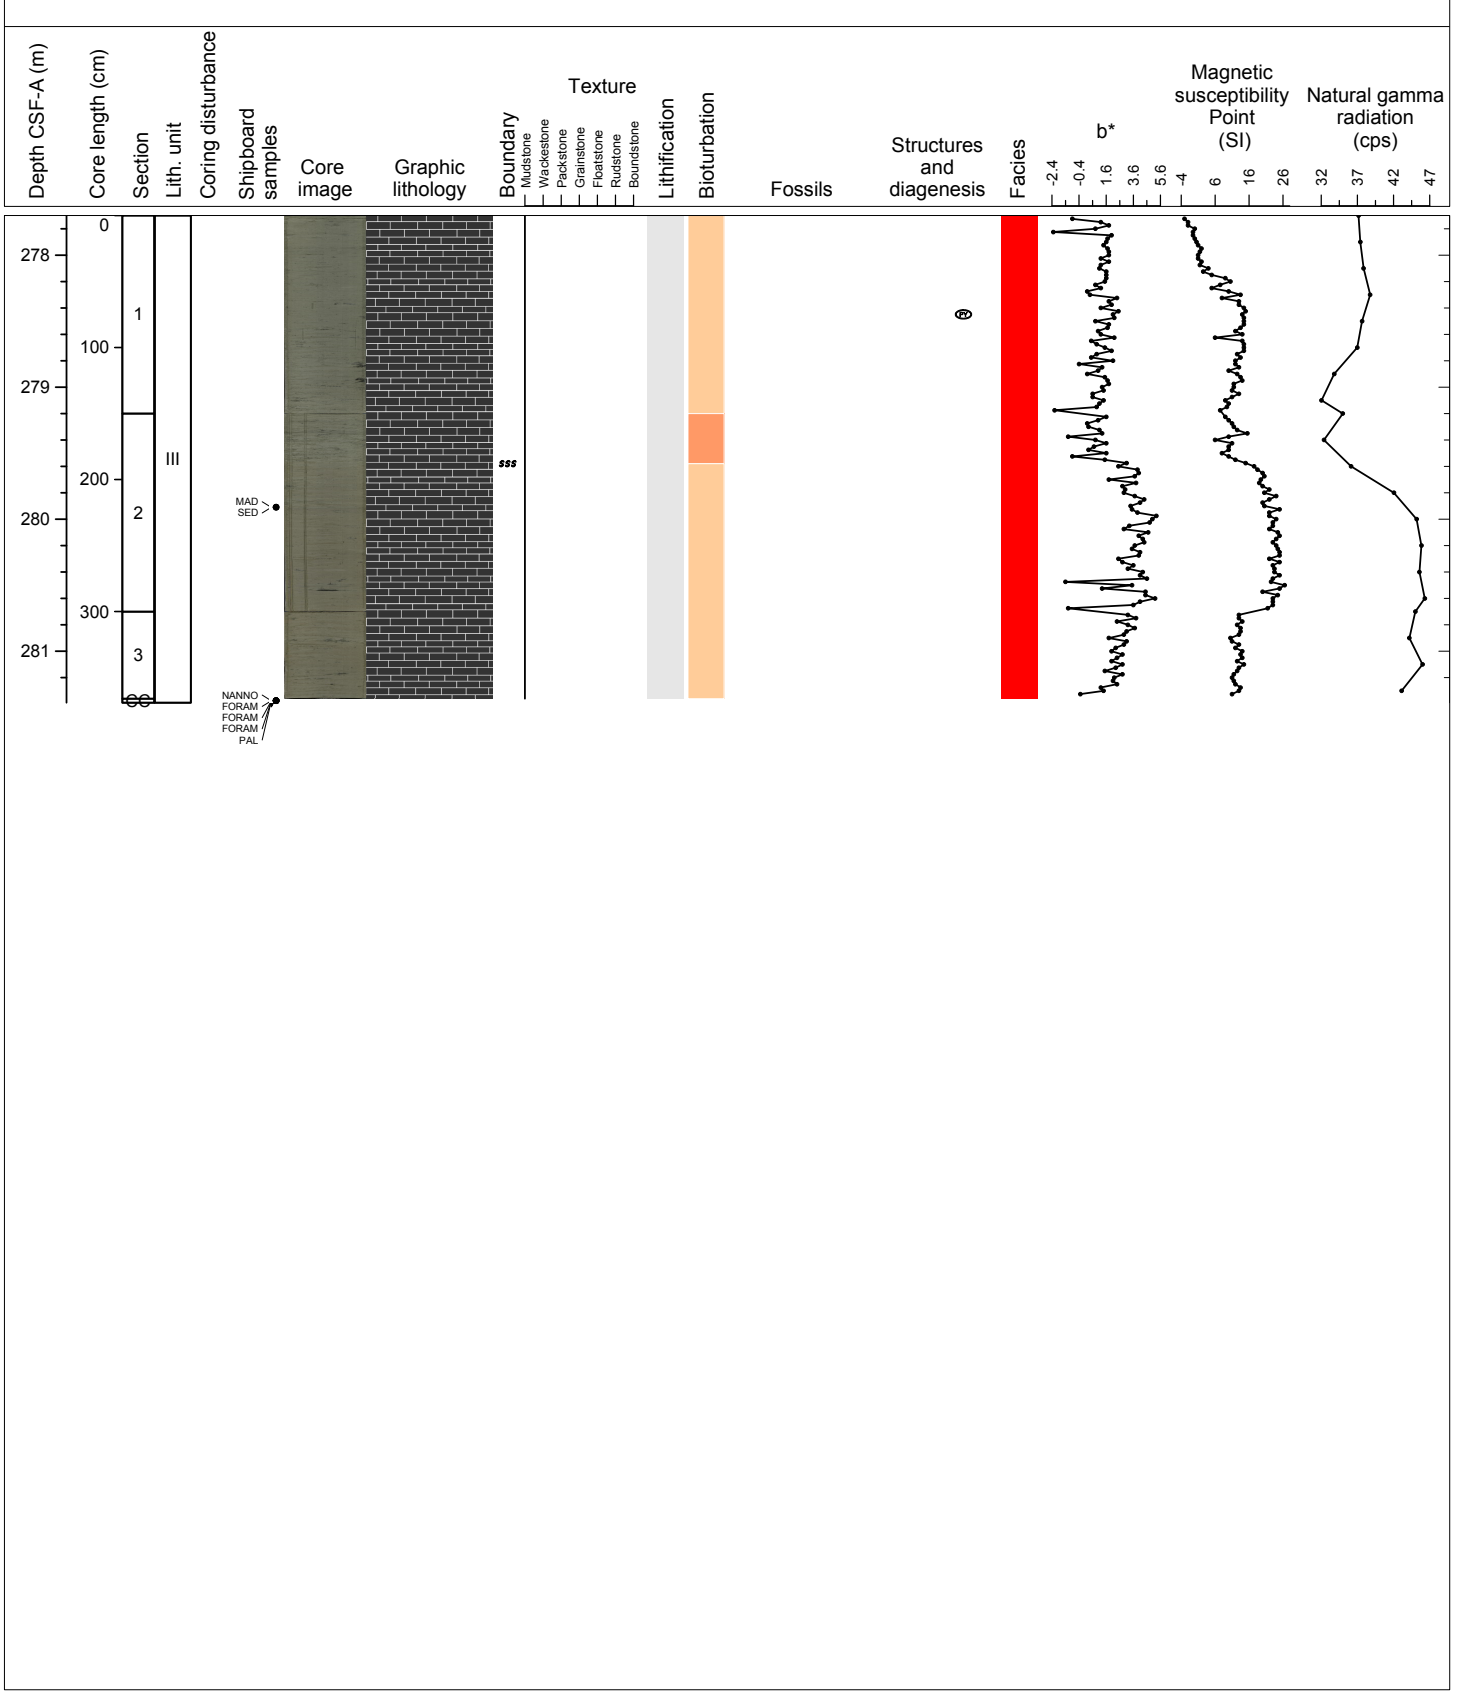 Depth CSF-A (m)
Core length (cm)
Section
Lith. unit
Coring disturbance
Shipboard
samples
Core
image
Graphic
lithology
Boundary
Texture
Mudstone
Wackestone
Packstone
Grainstone
Floatstone
Rudstone
Boundstone
Lithification
Bioturbation
Fossils
Structures
and
diagenesis
Facies
b*
-2.4
-0.4
1.6
3.6
5.6
Magnetic
susceptibility
Point
(SI)
-4
6
16
26
Natural gamma
radiation
(cps)
32
37
42
47
278
279
280
281
0
100
200
300
1
2
3
CC
III
MAD
SED
NANNO
FORAM
FORAM
FORAM
PAL
sss
PY